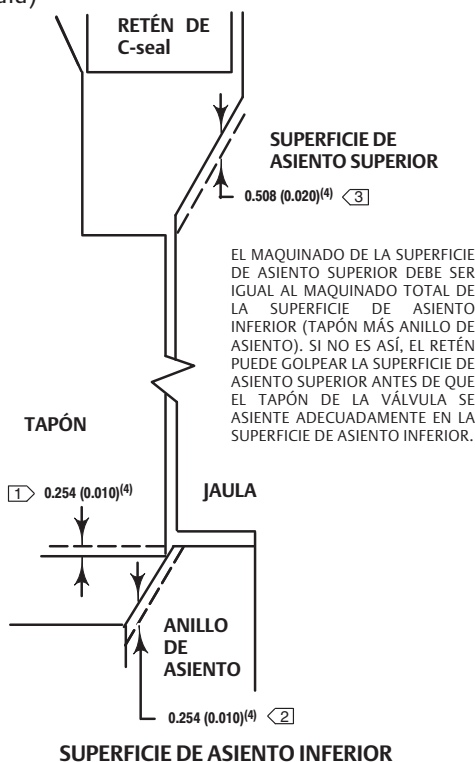 RETÉN DE
C-seal
SUPERFICIE DE
ASIENTO SUPERIOR
0.508 (0.020)(4) 3
EL MAQUINADO DE LA SUPERFICIE
DE ASIENTO SUPERIOR DEBE SER
IGUAL AL MAQUINADO TOTAL DE
LA SUPERFICIE DE ASIENTO
INFERIOR (TAPÓN MÁS ANILLO DE
ASIENTO). SI NO ES ASÍ, EL RETÉN
PUEDE GOLPEAR LA SUPERFICIE DE
ASIENTO SUPERIOR ANTES DE QUE
EL TAPÓN DE LA VÁLVULA SE
ASIENTE ADECUADAMENTE EN LA
SUPERFICIE DE ASIENTO INFERIOR.
TAPÓN
1 0.254 (0.010)(4)
JAULA
ANILLO
DE
ASIENTO
0.254 (0.010)(4) 2
SUPERFICIE DE ASIENTO INFERIOR